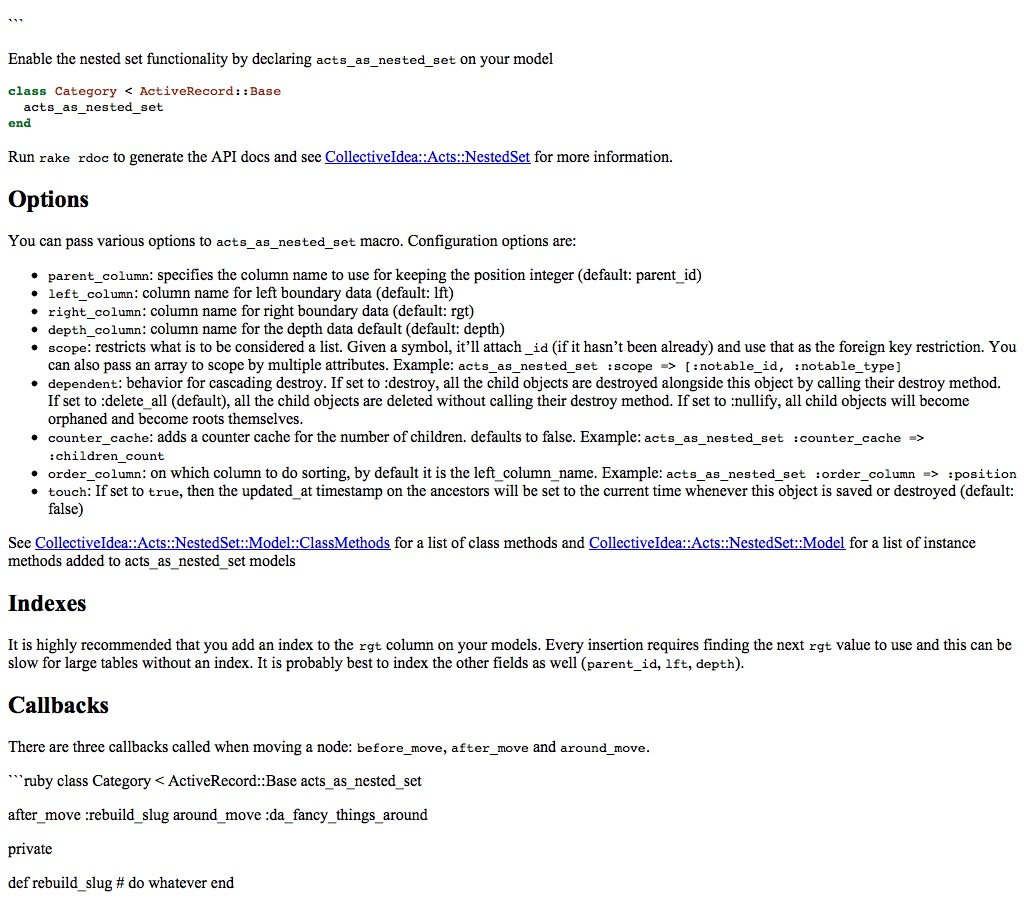 ```
Enable the nested set functionality by declaring acts_as_nested_set on your model
class Category < ActiveRecord::Base
  acts_as_nested_set
end
Run rake rdoc to generate the API docs and see CollectiveIdea::Acts::NestedSet for more information.
Options
You can pass various options to acts_as_nested_set macro. Configuration options are:
• parent_column: specifies the column name to use for keeping the position integer (default: parent_id)
• left_column: column name for left boundary data (default: lft)
• right_column: column name for right boundary data (default: rgt)
• depth_column: column name for the depth data default (default: depth)
• scope: restricts what is to be considered a list. Given a symbol, it’ll attach _id (if it hasn’t been already) and use that as the foreign key restriction. You
can also pass an array to scope by multiple attributes. Example: acts_as_nested_set :scope => [:notable_id, :notable_type]
• dependent: behavior for cascading destroy. If set to :destroy, all the child objects are destroyed alongside this object by calling their destroy method.
If set to :delete_all (default), all the child objects are deleted without calling their destroy method. If set to :nullify, all child objects will become
orphaned and become roots themselves.
• counter_cache: adds a counter cache for the number of children. defaults to false. Example: acts_as_nested_set :counter_cache =>
:children_count
• order_column: on which column to do sorting, by default it is the left_column_name. Example: acts_as_nested_set :order_column => :position
• touch: If set to true, then the updated_at timestamp on the ancestors will be set to the current time whenever this object is saved or destroyed (default:
false)
See CollectiveIdea::Acts::NestedSet::Model::ClassMethods for a list of class methods and CollectiveIdea::Acts::NestedSet::Model for a list of instance
methods added to acts_as_nested_set models
Indexes
It is highly recommended that you add an index to the rgt column on your models. Every insertion requires finding the next rgt value to use and this can be
slow for large tables without an index. It is probably best to index the other fields as well (parent_id, lft, depth).
Callbacks
There are three callbacks called when moving a node: before_move, after_move and around_move.
```ruby class Category < ActiveRecord::Base acts_as_nested_set
after_move :rebuild_slug around_move :da_fancy_things_around
private
def rebuild_slug # do whatever end